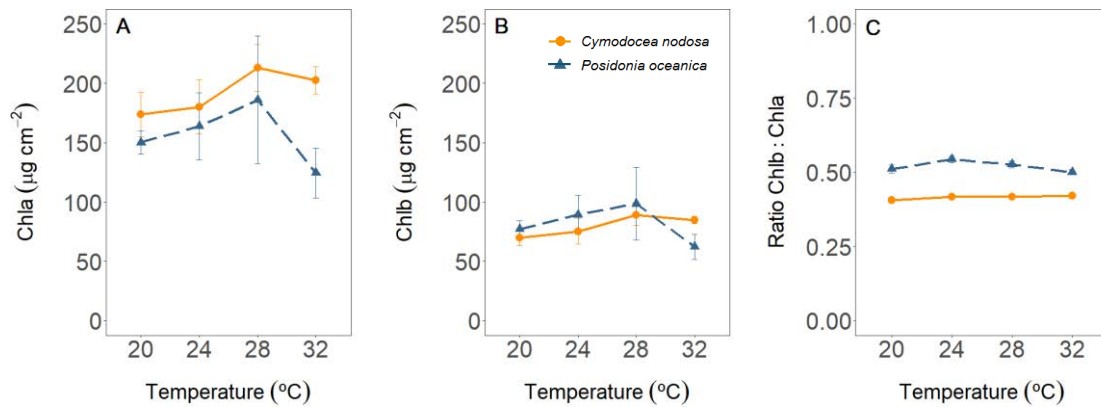 A
250
200
150
100
50
0
Chla (µg cm⁻²)
20 24 28 32
Temperature (ºC)
B
Cymodocea nodosa
Posidonia oceanica
250
200
150
100
50
0
Chlb (µg cm⁻²)
20 24 28 32
Temperature (ºC)
C
1.00
0.75
0.50
0.25
0.00
Ratio Chlb : Chla
20 24 28 32
Temperature (ºC)